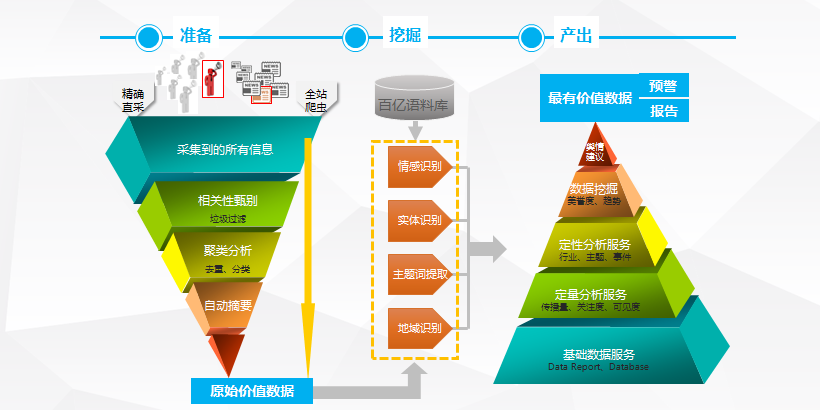 准备
挖掘
产出
精确
直采
NEWS
NEWS
NEWS
NEWS
全站
爬虫
采集到的所有信息
相关性甄别
垃圾过滤
聚类分析
去重、分类
自动摘要
原始价值数据
百亿语料库
情感识别
实体识别
主题词提取
地域识别
最有价值数据
预警
报告
舆情
建议
数据挖掘
美誉度、趋势
定性分析服务
行业、主题、事件
定量分析服务
传播量、关注度、可见度
基础数据服务
Data Report、Database